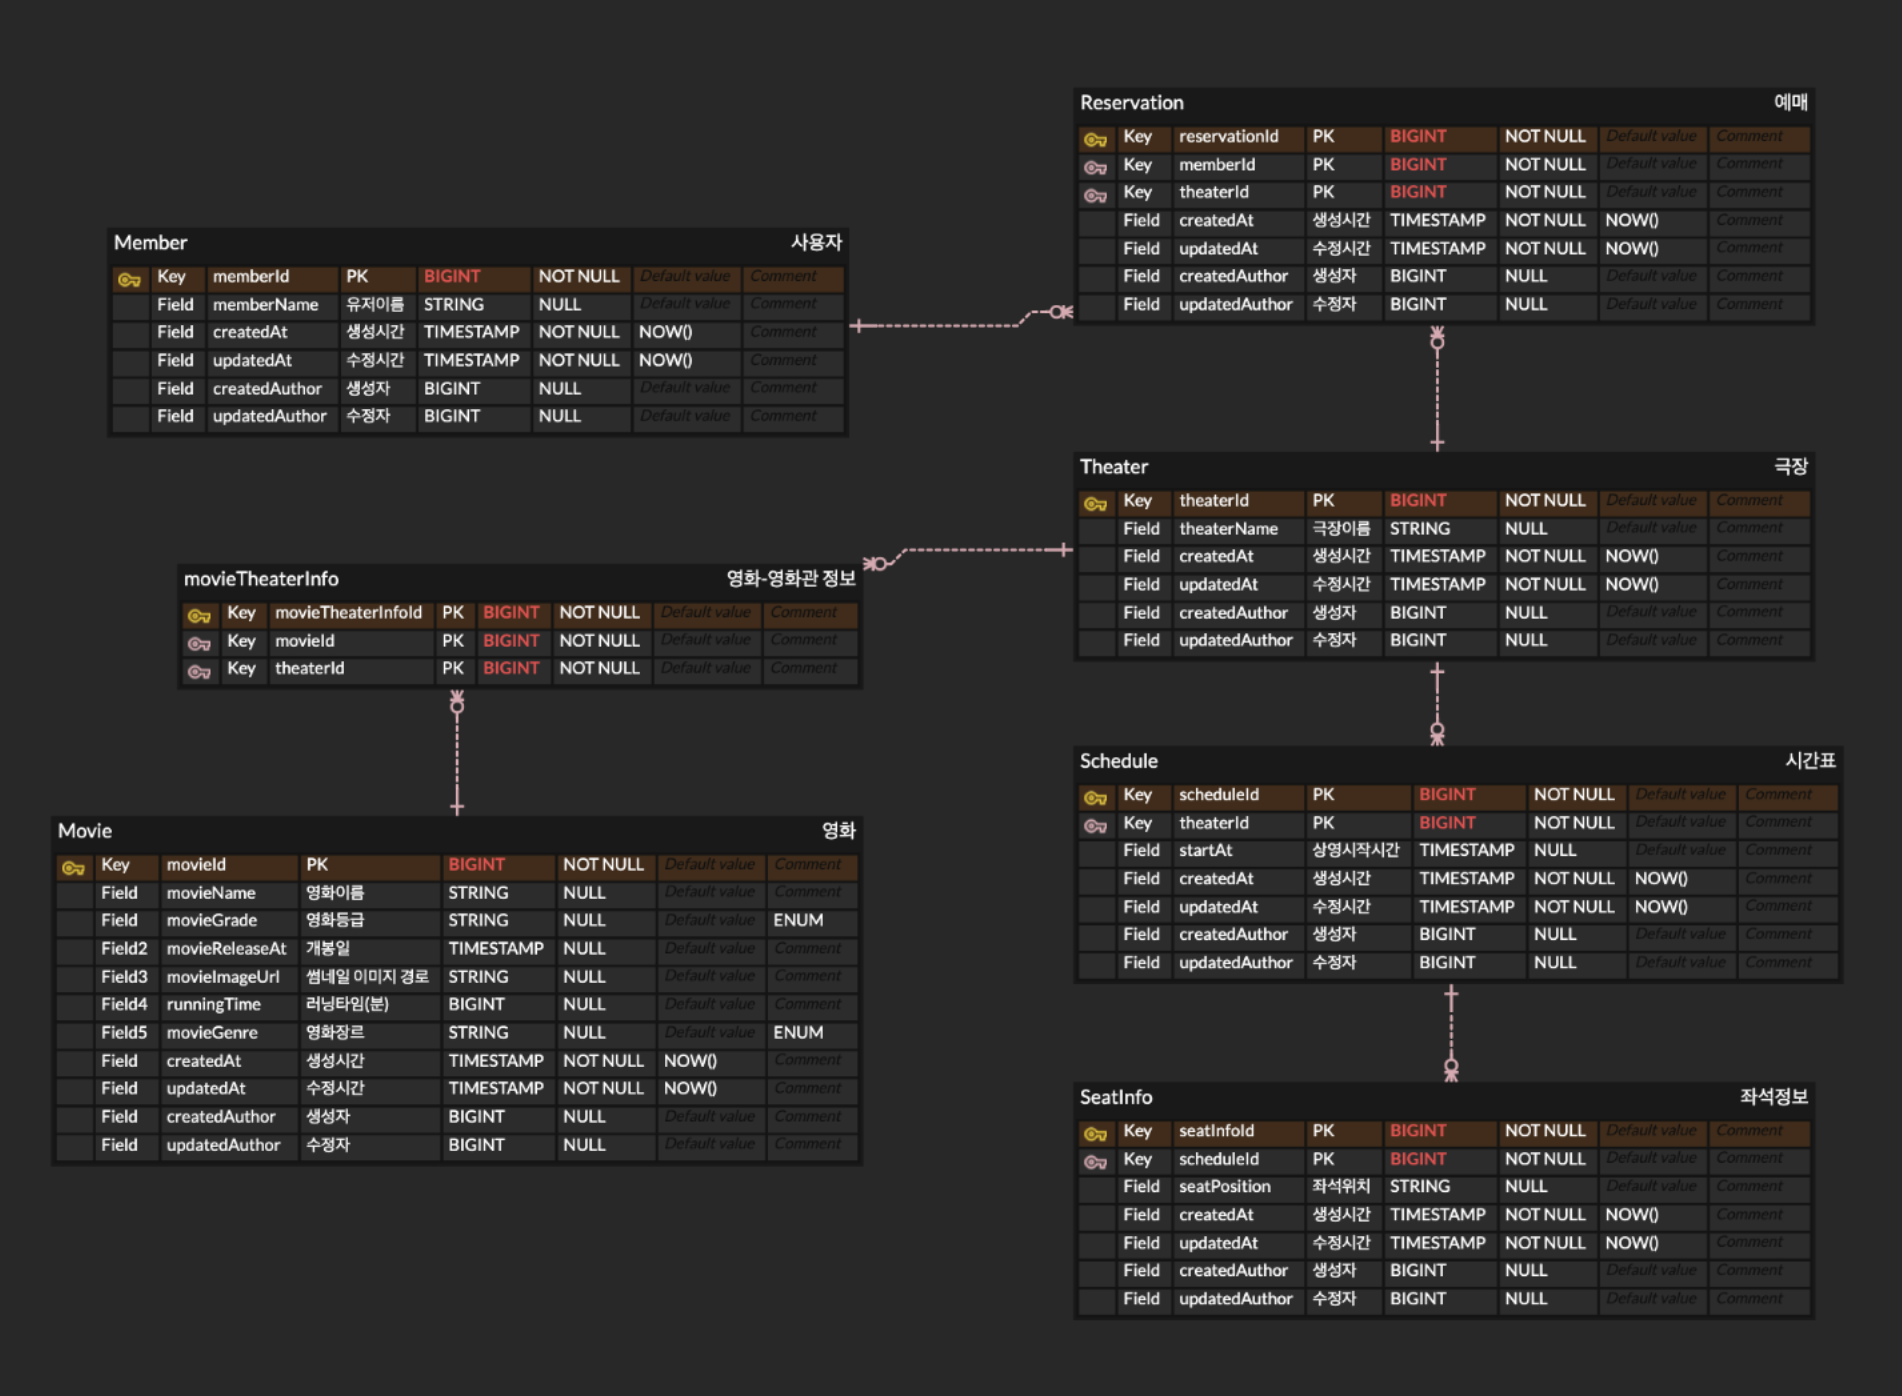 Reservation 예매
Key reservationId PK BIGINT NOT NULL Default value Comment
Key memberId PK BIGINT NOT NULL Default value Comment
Key theaterId PK BIGINT NOT NULL Default value Comment
Field createdAt 생성시간 TIMESTAMP NOT NULL NOW() Comment
Field updatedAt 수정시간 TIMESTAMP NOT NULL NOW() Comment
Field createdAuthor 생성자 BIGINT NULL Default value Comment
Field updatedAuthor 수정자 BIGINT NULL Default value Comment
Member 사용자
Key memberId PK BIGINT NOT NULL Default value Comment
Field memberName 유저이름 STRING NULL Default value Comment
Field createdAt 생성시간 TIMESTAMP NOT NULL NOW() Comment
Field updatedAt 수정시간 TIMESTAMP NOT NULL NOW() Comment
Field createdAuthor 생성자 BIGINT NULL Default value Comment
Field updatedAuthor 수정자 BIGINT NULL Default value Comment
Theater 극장
Key theaterId PK BIGINT NOT NULL Default value Comment
Field theaterName 극장이름 STRING NULL Default value Comment
Field createdAt 생성시간 TIMESTAMP NOT NULL NOW() Comment
Field updatedAt 수정시간 TIMESTAMP NOT NULL NOW() Comment
Field createdAuthor 생성자 BIGINT NULL Default value Comment
Field updatedAuthor 수정자 BIGINT NULL Default value Comment
movieTheaterInfo 영화-영화관 정보
Key movieTheaterInfoId PK BIGINT NOT NULL Default value Comment
Key movieId PK BIGINT NOT NULL Default value Comment
Key theaterId PK BIGINT NOT NULL Default value Comment
Schedule 시간표
Key scheduleId PK BIGINT NOT NULL Default value Comment
Key theaterId PK BIGINT NOT NULL Default value Comment
Field startAt 상영시작시간 TIMESTAMP NULL Default value Comment
Field createdAt 생성시간 TIMESTAMP NOT NULL NOW() Comment
Field updatedAt 수정시간 TIMESTAMP NOT NULL NOW() Comment
Field createdAuthor 생성자 BIGINT NULL Default value Comment
Field updatedAuthor 수정자 BIGINT NULL Default value Comment
Movie 영화
Key movieId PK BIGINT NOT NULL Default value Comment
Field movieName 영화이름 STRING NULL Default value Comment
Field movieGrade 영화등급 STRING NULL Default value ENUM
Field2 movieReleaseAt 개봉일 TIMESTAMP NULL Default value Comment
Field3 movieImageUrl 썸네일 이미지 경로 STRING NULL Default value Comment
Field4 runningTime 러닝타임(분) BIGINT NULL Default value Comment
Field5 movieGenre 영화장르 STRING NULL Default value ENUM
Field createdAt 생성시간 TIMESTAMP NOT NULL NOW() Comment
Field updatedAt 수정시간 TIMESTAMP NOT NULL NOW() Comment
Field createdAuthor 생성자 BIGINT NULL Default value Comment
Field updatedAuthor 수정자 BIGINT NULL Default value Comment
SeatInfo 좌석정보
Key seatInfoId PK BIGINT NOT NULL Default value Comment
Key scheduleId PK BIGINT NOT NULL Default value Comment
Field seatPosition 좌석위치 STRING NULL Default value Comment
Field createdAt 생성시간 TIMESTAMP NOT NULL NOW() Comment
Field updatedAt 수정시간 TIMESTAMP NOT NULL NOW() Comment
Field createdAuthor 생성자 BIGINT NULL Default value Comment
Field updatedAuthor 수정자 BIGINT NULL Default value Comment